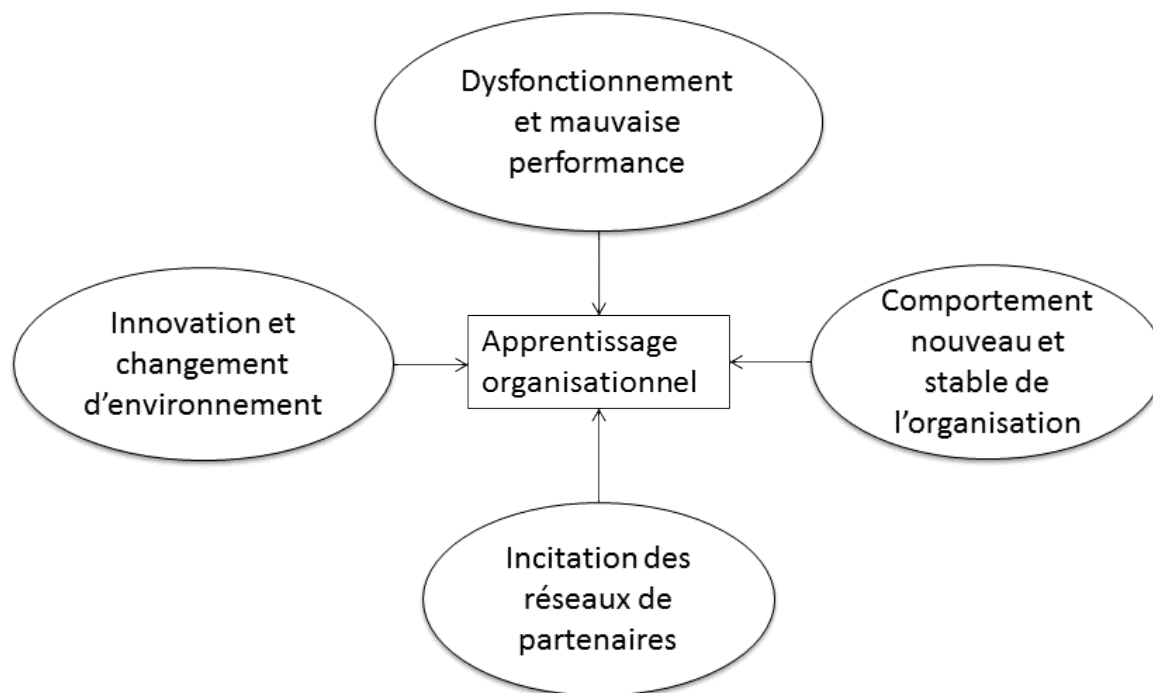 Dysfonctionnement
et mauvaise
performance
Innovation et
changement
d’environnement
Apprentissage
organisationnel
Comportement
nouveau et
stable de
l’organisation
Incitation des
réseaux de
partenaires